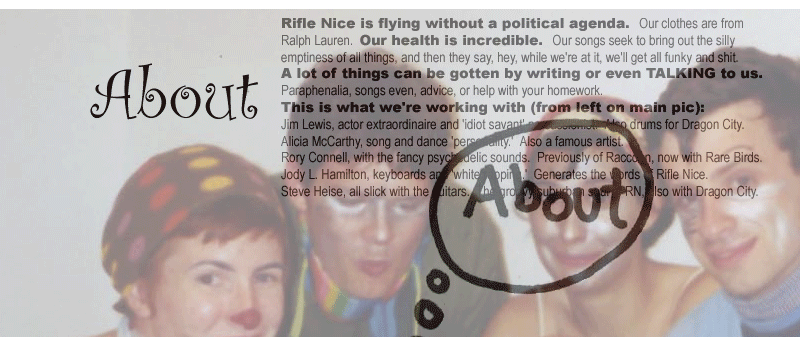 About
Rifle Nice is flying without a political agenda. Our clothes are from
Ralph Lauren. Our health is incredible. Our songs seek to bring out the silly
emptiness of all things, and then they say, hey, while we're at it, we'll get all funky and shit.
A lot of things can be gotten by writing or even TALKING to us.
Paraphenalia, songs even, advice, or help with your homework.
This is what we're working with (from left on main pic):
Jim Lewis, actor extraordinaire and 'idiot savant' Also drums for Dragon City.
Alicia McCarthy, song and dance 'personality.' Also a famous artist.
Rory Connell, with the fancy psychedelic sounds. Previously of Raccoon, now with Rare Birds.
Jody L. Hamilton, keyboards and 'white Generates the words of Rifle Nice.
Steve Heise, all slick with the guitars. suburban also with Dragon City.
About